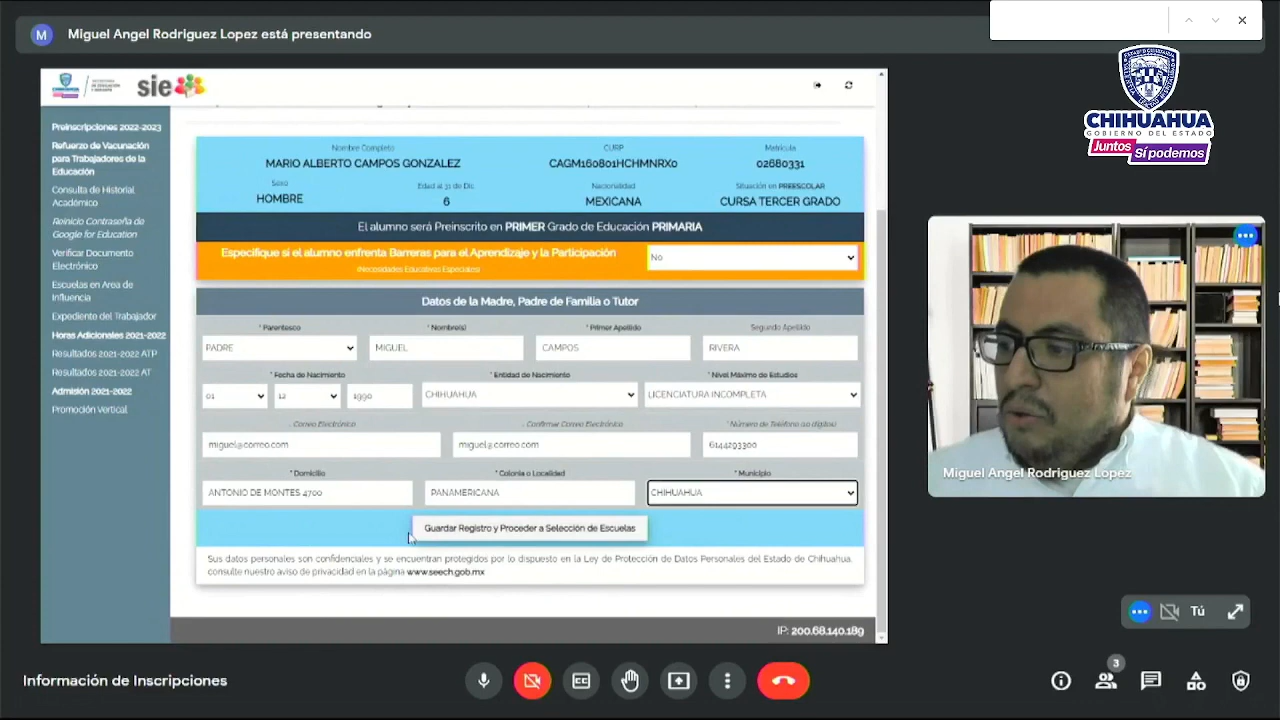 M Miguel Angel Rodriguez Lopez está presentando
CHIHUAHUA
GOBIERNO DEL ESTADO
Juntos Sí podemos
CHIHUAHUA
sie
Preinscripciones 2022-2023
Refuerzo de Vacunación
para Trabajadores de la
Educación
Consulta de Historial
Académico
Reinicio Contraseña de
Google for Education
Verificar Documento
Electrónico
Escuelas en Area de
Influencia
Expediente del Trabajador
Horas Adicionales 2021-2022
Resultados 2021-2022 ATP
Resultados 2021-2022 AT
Admisión 2021-2022
Promoción Vertical
Nombre Completo CURP Matrícula
MARIO ALBERTO CAMPOS GONZALEZ CAGM160801HCHMNRX0 02680331
Sexo Edad al 31 de Dic. Nacionalidad Situación en PREESCOLAR
HOMBRE 6 MEXICANA CURSA TERCER GRADO
El alumno será Preinscrito en PRIMER Grado de Educación PRIMARIA
Especifique si el alumno enfrenta Barreras para el Aprendizaje y la Participación No
(Necesidades Educativas Especiales)
Datos de la Madre, Padre de Familia o Tutor
* Parentesco * Nombre(s) * Primer Apellido Segundo Apellido
PADRE MIGUEL CAMPOS RIVERA
* Fecha de Nacimiento * Entidad de Nacimiento * Nivel Máximo de Estudios
01 12 1990 CHIHUAHUA LICENCIATURA INCOMPLETA
Correo Electrónico Confirmar Correo Electrónico * Número de Teléfono (10 dígitos)
miguel@correo.com miguel@correo.com 6144293300
* Domicilio * Colonia o Localidad * Municipio
ANTONIO DE MONTES 4700 PANAMERICANA CHIHUAHUA
Guardar Registro y Proceder a Selección de Escuelas
Sus datos personales son confidenciales y se encuentran protegidos por lo dispuesto en la Ley de Protección de Datos Personales del Estado de Chihuahua,
consulte nuestro aviso de privacidad en la página www.seech.gob.mx
IP: 200.68.140.189
Miguel Angel Rodriguez Lopez
Tú
Información de Inscripciones
3